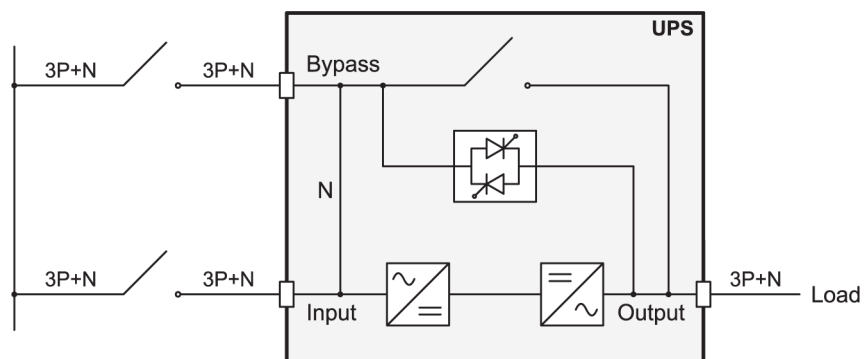 UPS
3P+N
3P+N
Bypass
N
3P+N
3P+N
Input
Output
3P+N
Load